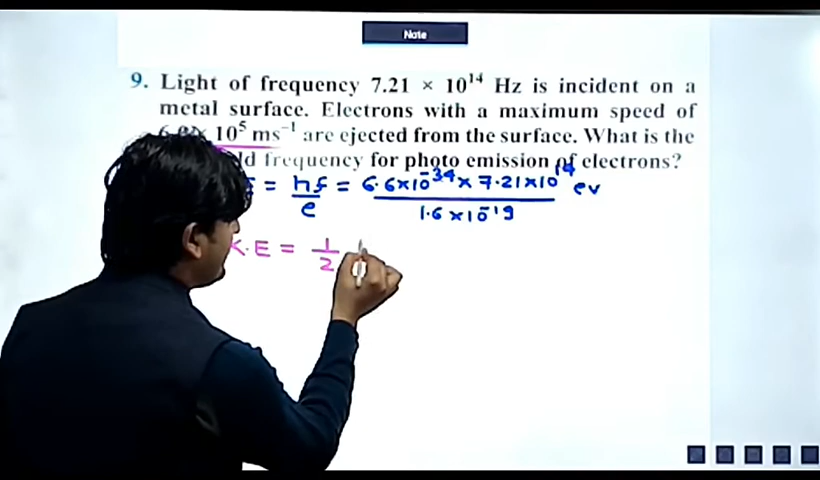 Note
9. Light of frequency 7.21 × 10¹⁴ Hz is incident on a
metal surface. Electrons with a maximum speed of
10⁵ ms⁻¹ are ejected from the surface. What is the
frequency for photo emission of electrons?
= hf/e = 6.6×10⁻³⁴ × 7.21×10¹⁴ / 1.6×10⁻¹⁹ ev
K.E = 1/2